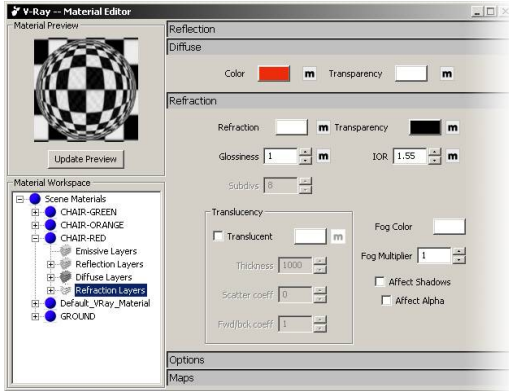 V-Ray -- Material Editor
Material Preview
Update Preview
Material Workspace
Scene Materials
CHAIR-GREEN
CHAIR-ORANGE
CHAIR-RED
Emissive Layers
Reflection Layers
Diffuse Layers
Refraction Layers
Default_VRay_Material
GROUND
Reflection
Diffuse
Color m Transparency m
Refraction
Refraction m Transparency m
Glossiness 1 m IOR 1.55 m
Subdivs 8
Translucency
Translucent m
Thickness 1000
Scatter coeff 0
Fwd/bck coeff 1
Fog Color
Fog Multiplier 1
Affect Shadows
Affect Alpha
Options
Maps